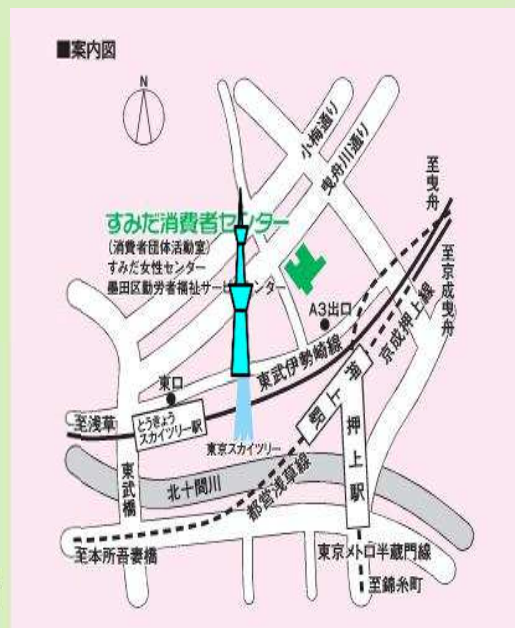 ■案内図
N
小梅通り
曳舟川通り
至曳舟
至京成曳舟
すみだ消費者センター
(消費者団体活動室)
すみだ女性センター
墨田区勤労者福祉サービスセンター
A3出口
東武伊勢崎線
京成押上線
東口
とうきょう
スカイツリー駅
至浅草
東京スカイツリー
押上駅
押上駅
東武橋
北十間川
都営浅草線
至本所吾妻橋
東京メトロ半蔵門線
至錦糸町